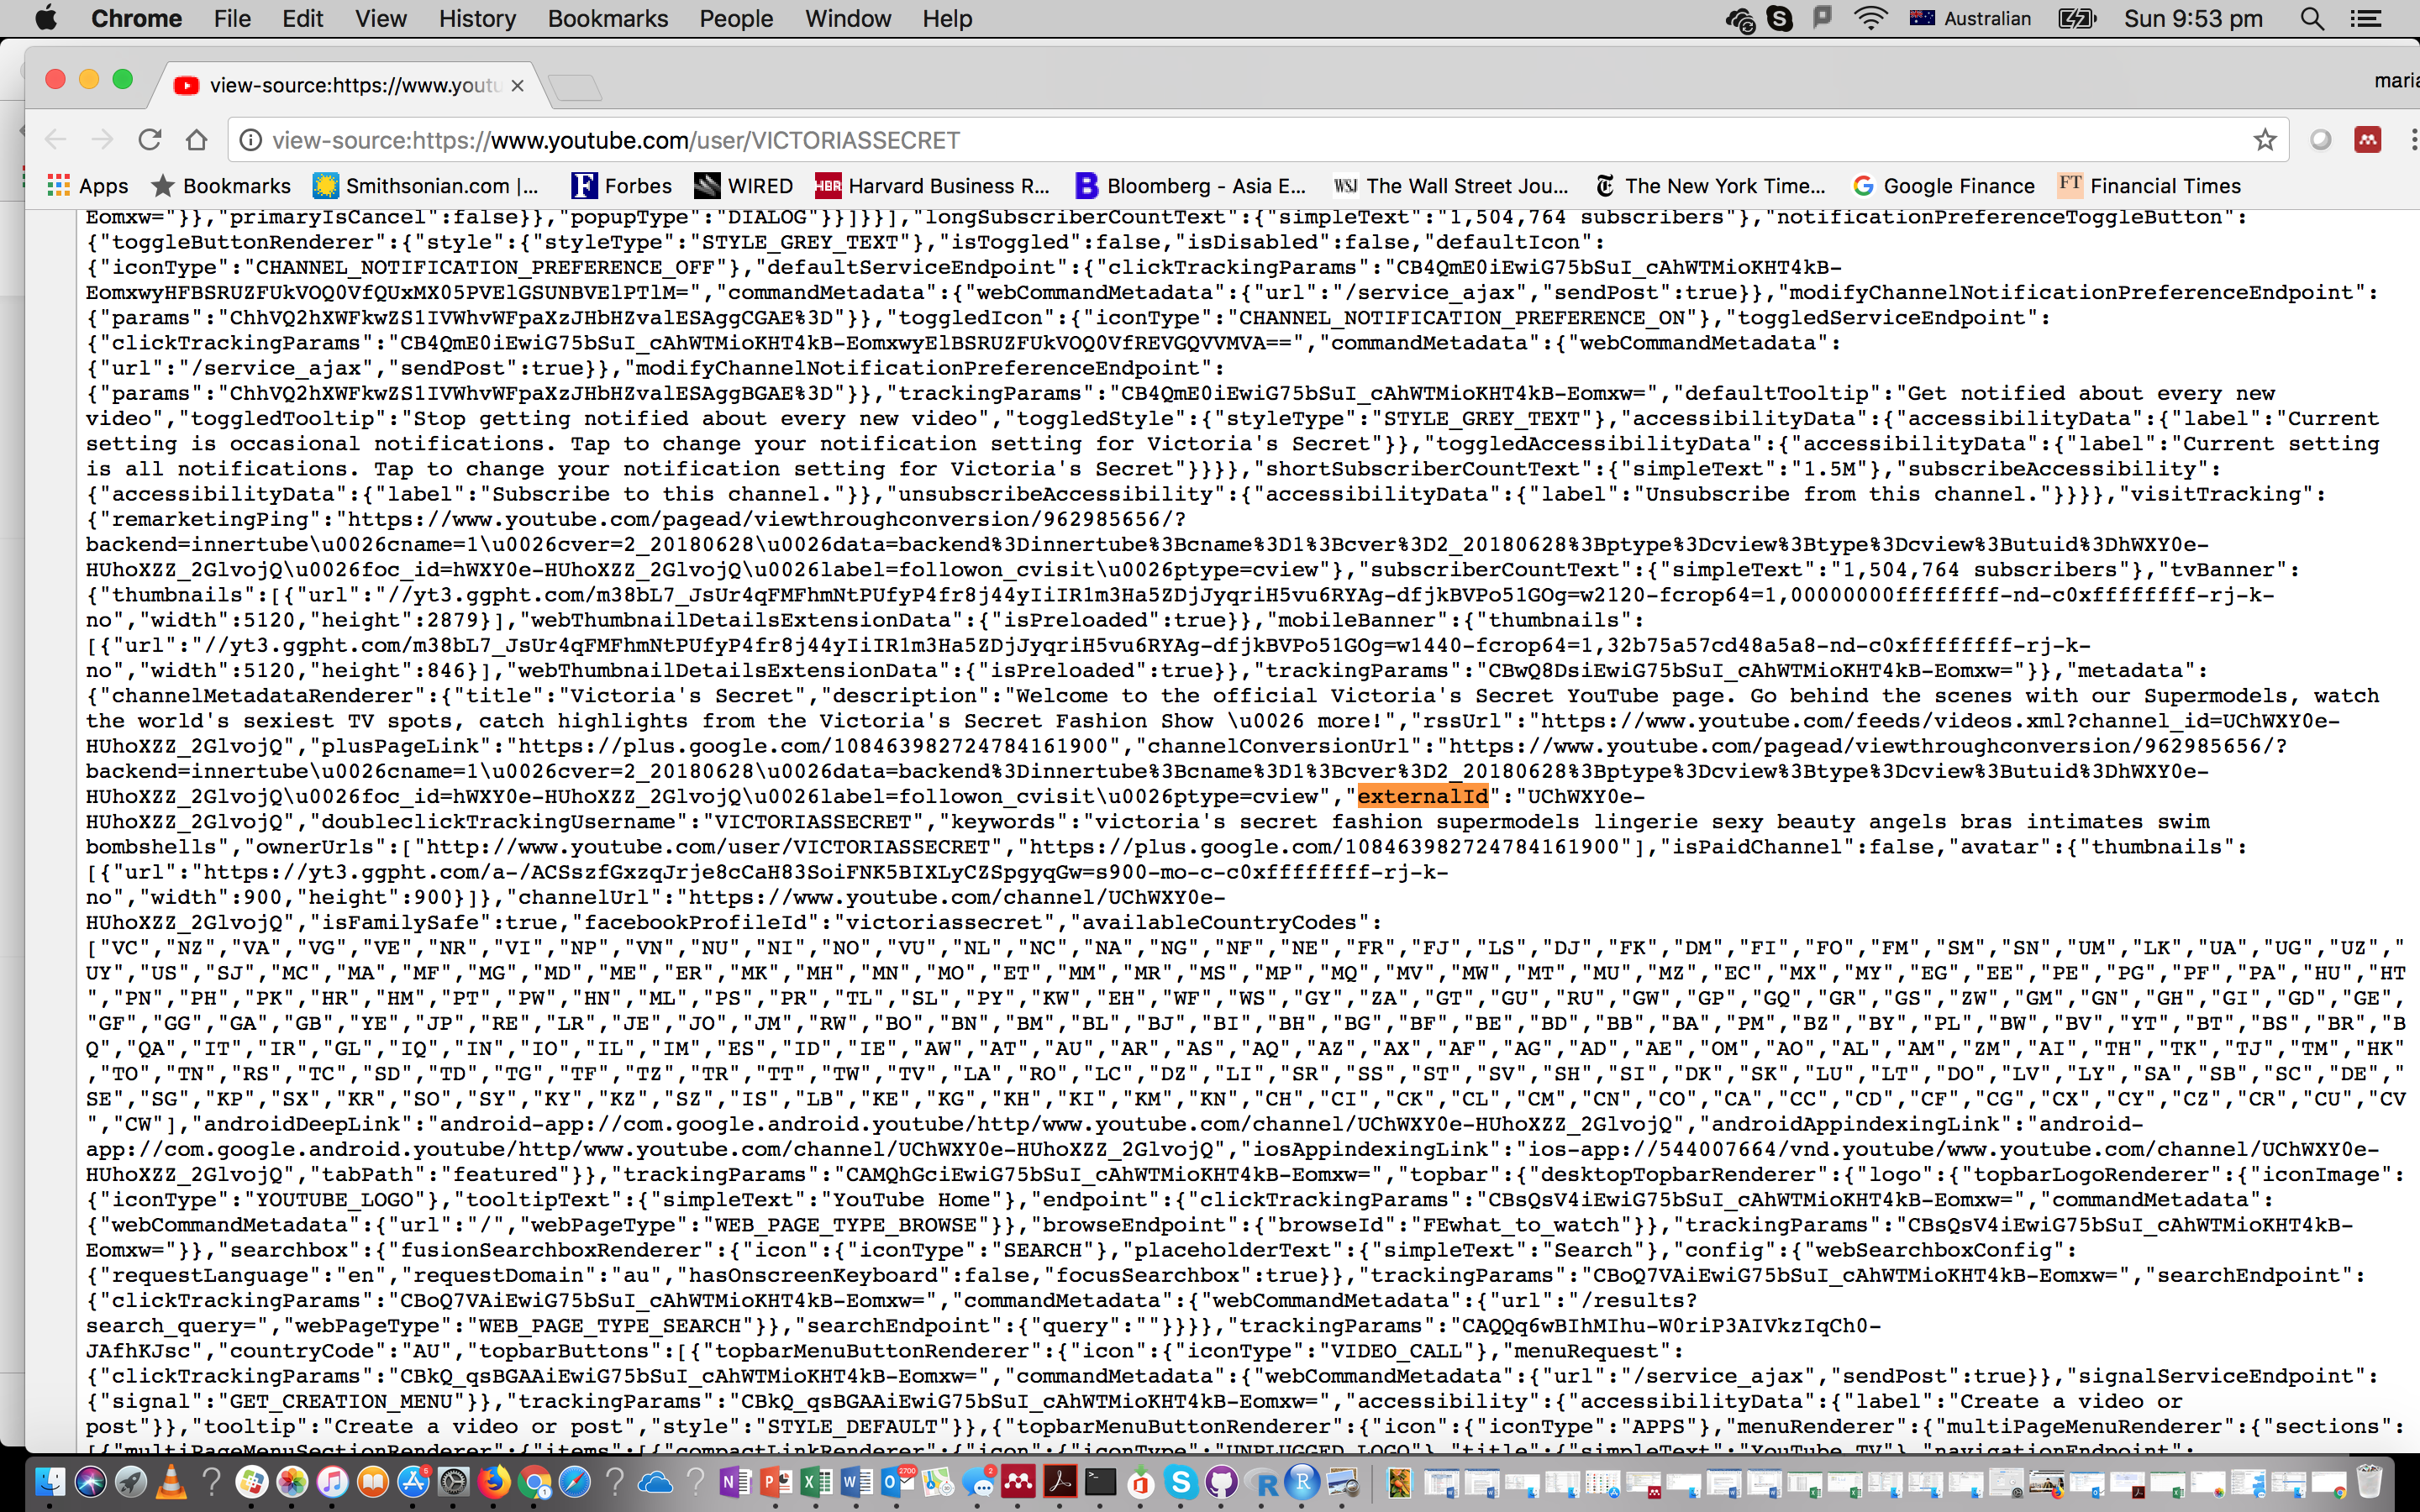 Chrome File Edit View History Bookmarks People Window Help Australian Sun 9:53 pm
view-source:https://www.youtu
maria
view-source:https://www.youtube.com/user/VICTORIASSECRET
Apps Bookmarks Smithsonian.com |... Forbes WIRED Harvard Business R... Bloomberg - Asia E... The Wall Street Jou... The New York Time... Google Finance Financial Times
Eomxw="}},"primaryIsCancel":false}},"popupType":"DIALOG"}}]}}],"longSubscriberCountText":{"simpleText":"1,504,764 subscribers"},"notificationPreferenceToggleButton":
{"toggleButtonRenderer":{"style":{"styleType":"STYLE_GREY_TEXT"},"isToggled":false,"isDisabled":false,"defaultIcon":
{"iconType":"CHANNEL_NOTIFICATION_PREFERENCE_OFF"},"defaultServiceEndpoint":{"clickTrackingParams":"CB4QmE0iEwiG75bSuI_cAhWTMioKHT4kB-
EomxwyHFBSRUZFUkVOQ0VfQUxMX05PVElGSUNBVElPTlM=","commandMetadata":{"webCommandMetadata":{"url":"/service_ajax","sendPost":true}},"modifyChannelNotificationPreferenceEndpoint":
{"params":"ChhVQ2hXWFkwZS1IVWhvWFpaXzJHbHZvalESAggCGAE%3D"}},"toggledIcon":{"iconType":"CHANNEL_NOTIFICATION_PREFERENCE_ON"},"toggledServiceEndpoint":
{"clickTrackingParams":"CB4QmE0iEwiG75bSuI_cAhWTMioKHT4kB-EomxwyElBSRUZFUkVOQ0VfREVGQVVMVA==","commandMetadata":{"webCommandMetadata":
{"url":"/service_ajax","sendPost":true}},"modifyChannelNotificationPreferenceEndpoint":
{"params":"ChhVQ2hXWFkwZS1IVWhvWFpaXzJHbHZvalESAggBGAE%3D"}},"trackingParams":"CB4QmE0iEwiG75bSuI_cAhWTMioKHT4kB-Eomxw=","defaultTooltip":"Get notified about every new
video","toggledTooltip":"Stop getting notified about every new video","toggledStyle":{"styleType":"STYLE_GREY_TEXT"},"accessibilityData":{"accessibilityData":{"label":"Current
setting is occasional notifications. Tap to change your notification setting for Victoria's Secret"}},"toggledAccessibilityData":{"accessibilityData":{"label":"Current setting
is all notifications. Tap to change your notification setting for Victoria's Secret"}}}},"shortSubscriberCountText":{"simpleText":"1.5M"},"subscribeAccessibility":
{"accessibilityData":{"label":"Subscribe to this channel."}},"unsubscribeAccessibility":{"accessibilityData":{"label":"Unsubscribe from this channel."}}}},"visitTracking":
{"remarketingPing":"https://www.youtube.com/pagead/viewthroughconversion/962985656/?
backend=innertube\u0026cname=1\u0026cver=2_20180628\u0026data=backend%3Dinnertube%3Bcname%3D1%3Bcver%3D2_20180628%3Bptype%3Dcview%3Btype%3Dcview%3Butuid%3DhWXY0e-
HUhoXZZ_2GlvojQ\u0026foc_id=hWXY0e-HUhoXZZ_2GlvojQ\u0026label=followon_cvisit\u0026ptype=cview"},"subscriberCountText":{"simpleText":"1,504,764 subscribers"},"tvBanner":
{"thumbnails":[{"url":"//yt3.ggpht.com/m38bL7_JsUr4qFMFhmNtPUfyP4fr8j44yIiIR1m3Ha5ZDjJyqriH5vu6RYAg-dfjkBVPo51GOg=w2120-fcrop64=1,00000000ffffffff-nd-c0xffffffff-rj-k-
no","width":5120,"height":2879}],"webThumbnailDetailsExtensionData":{"isPreloaded":true}},"mobileBanner":{"thumbnails":
[{"url":"//yt3.ggpht.com/m38bL7_JsUr4qFMFhmNtPUfyP4fr8j44yIiIR1m3Ha5ZDjJyqriH5vu6RYAg-dfjkBVPo51GOg=w1440-fcrop64=1,32b75a57cd48a5a8-nd-c0xffffffff-rj-k-
no","width":5120,"height":846}],"webThumbnailDetailsExtensionData":{"isPreloaded":true}},"trackingParams":"CBwQ8DsiEwiG75bSuI_cAhWTMioKHT4kB-Eomxw="}},"metadata":
{"channelMetadataRenderer":{"title":"Victoria's Secret","description":"Welcome to the official Victoria's Secret YouTube page. Go behind the scenes with our Supermodels, watch
the world's sexiest TV spots, catch highlights from the Victoria's Secret Fashion Show \u0026 more!","rssUrl":"https://www.youtube.com/feeds/videos.xml?channel_id=UChWXY0e-
HUhoXZZ_2GlvojQ","plusPageLink":"https://plus.google.com/108463982724784161900","channelConversionUrl":"https://www.youtube.com/pagead/viewthroughconversion/962985656/?
backend=innertube\u0026cname=1\u0026cver=2_20180628\u0026data=backend%3Dinnertube%3Bcname%3D1%3Bcver%3D2_20180628%3Bptype%3Dcview%3Btype%3Dcview%3Butuid%3DhWXY0e-
HUhoXZZ_2GlvojQ\u0026foc_id=hWXY0e-HUhoXZZ_2GlvojQ\u0026label=followon_cvisit\u0026ptype=cview","externalId":"UChWXY0e-
HUhoXZZ_2GlvojQ","doubleclickTrackingUsername":"VICTORIASSECRET","keywords":"victoria's secret fashion supermodels lingerie sexy beauty angels bras intimates swim
bombshells","ownerUrls":["http://www.youtube.com/user/VICTORIASSECRET","https://plus.google.com/108463982724784161900"],"isPaidChannel":false,"avatar":{"thumbnails":
[{"url":"https://yt3.ggpht.com/a-/ACSszfGxzqJrje8cCaH83SoiFNK5BIXLyCZSpgyqGw=s900-mo-c-c0xffffffff-rj-k-
no","width":900,"height":900}]},"channelUrl":"https://www.youtube.com/channel/UChWXY0e-
HUhoXZZ_2GlvojQ","isFamilySafe":true,"facebookProfileId":"victoriassecret","availableCountryCodes":
["VC","NZ","VA","VG","VE","NR","VI","NP","VN","NU","NI","NO","VU","NL","NC","NA","NG","NF","NE","FR","FJ","LS","DJ","FK","DM","FI","FO","FM","SM","SN","UM","LK","UA","UG","UZ","
UY","US","SJ","MC","MA","MF","MG","MD","ME","ER","MK","MH","MN","MO","ET","MM","MR","MS","MP","MQ","MV","MW","MT","MU","MZ","EC","MX","MY","EG","EE","PE","PG","PF","PA","HU","HT
","PN","PH","PK","HR","HM","PT","PW","HN","ML","PS","PR","TL","SL","PY","KW","EH","WF","WS","GY","ZA","GT","GU","RU","GW","GP","GQ","GR","GS","ZW","GM","GN","GH","GI","GD","GE",
"GF","GG","GA","GB","YE","JP","RE","LR","JE","JO","JM","RW","BO","BN","BM","BL","BJ","BI","BH","BG","BF","BE","BD","BB","BA","PM","BZ","BY","PL","BW","BV","YT","BT","BS","BR","B
Q","QA","IT","IR","GL","IQ","IN","IO","IL","IM","ES","ID","IE","AW","AT","AU","AR","AS","AQ","AZ","AX","AF","AG","AD","AE","OM","AO","AL","AM","ZM","AI","TH","TK","TJ","TM","HK"
,"TO","TN","RS","TC","SD","TD","TG","TF","TZ","TR","TT","TW","TV","LA","RO","LC","DZ","LI","SR","SS","ST","SV","SH","SI","DK","SK","LU","LT","DO","LV","LY","SA","SB","SC","DE","
SE","SG","KP","SX","KR","SO","SY","KY","KZ","SZ","IS","LB","KE","KG","KH","KI","KM","KN","CH","CI","CK","CL","CM","CN","CO","CA","CC","CD","CF","CG","CX","CY","CZ","CR","CU","CV
","CW"],"androidDeepLink":"android-app://com.google.android.youtube/http/www.youtube.com/channel/UChWXY0e-HUhoXZZ_2GlvojQ","androidAppindexingLink":"android-
app://com.google.android.youtube/http/www.youtube.com/channel/UChWXY0e-HUhoXZZ_2GlvojQ","iosAppindexingLink":"ios-app://544007664/vnd.youtube/www.youtube.com/channel/UChWXY0e-
HUhoXZZ_2GlvojQ","tabPath":"featured"}},"trackingParams":"CAMQhGciEwiG75bSuI_cAhWTMioKHT4kB-Eomxw=","topbar":{"desktopTopbarRenderer":{"logo":{"topbarLogoRenderer":{"iconImage":
{"iconType":"YOUTUBE_LOGO"},"tooltipText":{"simpleText":"YouTube Home"},"endpoint":{"clickTrackingParams":"CBsQsV4iEwiG75bSuI_cAhWTMioKHT4kB-Eomxw=","commandMetadata":
{"webCommandMetadata":{"url":"/","webPageType":"WEB_PAGE_TYPE_BROWSE"}},"browseEndpoint":{"browseId":"FEwhat_to_watch"}},"trackingParams":"CBsQsV4iEwiG75bSuI_cAhWTMioKHT4kB-
Eomxw="}},"searchbox":{"fusionSearchboxRenderer":{"icon":{"iconType":"SEARCH"},"placeholderText":{"simpleText":"Search"},"config":{"webSearchboxConfig":
{"requestLanguage":"en","requestDomain":"au","hasOnscreenKeyboard":false,"focusSearchbox":true}},"trackingParams":"CBoQ7VAiEwiG75bSuI_cAhWTMioKHT4kB-Eomxw=","searchEndpoint":
{"clickTrackingParams":"CBoQ7VAiEwiG75bSuI_cAhWTMioKHT4kB-Eomxw=","commandMetadata":{"webCommandMetadata":{"url":"/results?
search_query=","webPageType":"WEB_PAGE_TYPE_SEARCH"}},"searchEndpoint":{"query":""}}}},"trackingParams":"CAQQq6wBIhMIhu-W0riP3AIVkzIqCh0-
JAfhKJsc","countryCode":"AU","topbarButtons":[{"topbarMenuButtonRenderer":{"icon":{"iconType":"VIDEO_CALL"},"menuRequest":
{"clickTrackingParams":"CBkQ_qsBGAAiEwiG75bSuI_cAhWTMioKHT4kB-Eomxw=","commandMetadata":{"webCommandMetadata":{"url":"/service_ajax","sendPost":true}},"signalServiceEndpoint":
{"signal":"GET_CREATION_MENU"}},"trackingParams":"CBkQ_qsBGAAiEwiG75bSuI_cAhWTMioKHT4kB-Eomxw=","accessibility":{"accessibilityData":{"label":"Create a video or
post"}},"tooltip":"Create a video or post","style":"STYLE_DEFAULT"}},{"topbarMenuButtonRenderer":{"icon":{"iconType":"APPS"},"menuRenderer":{"multiPageMenuRenderer":{"sections":
[{"multiPageMenuSectionRenderer":{"items":[{"compactLinkRenderer":{"icon":{"iconType":"UNPLUGGED_LOGO"},"title":{"simpleText":"YouTube TV"},"navigationEndpoint":